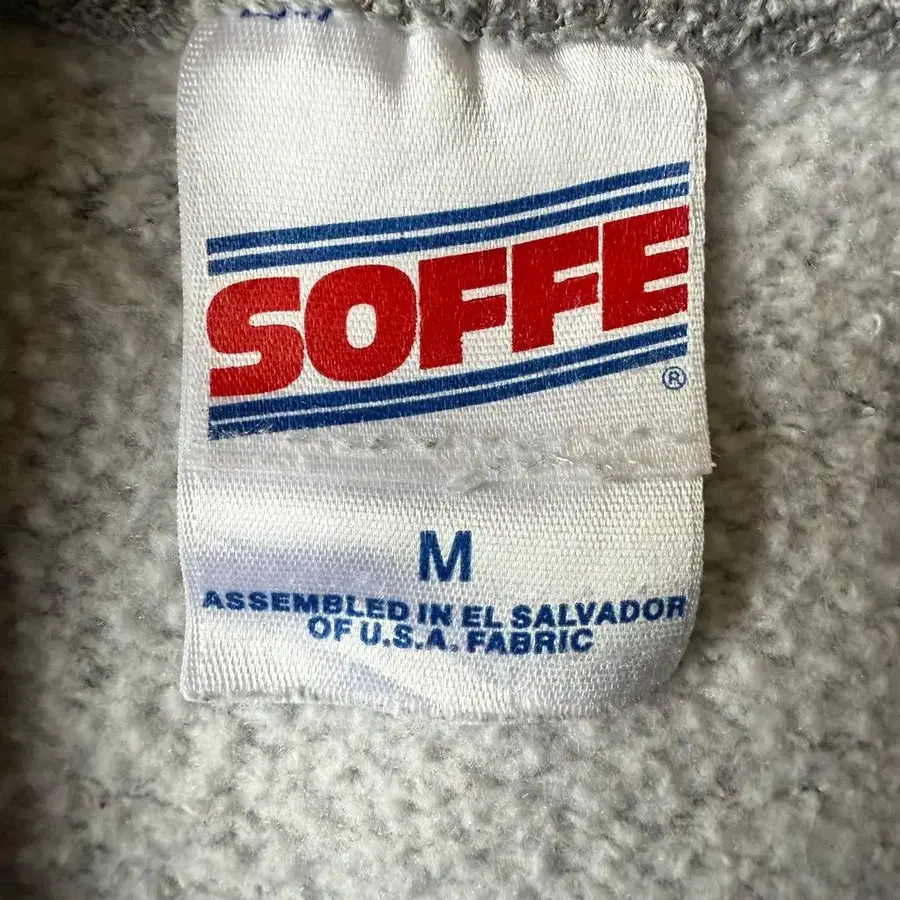 SOFFE
®
M
ASSEMBLED IN EL SALVADOR
OF U.S.A. FABRIC